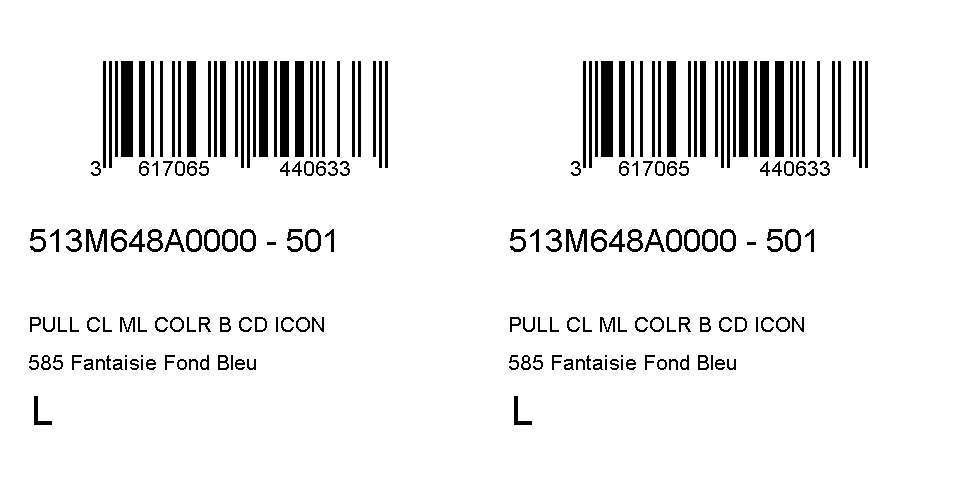 3 617065 440633
513M648A0000 - 501
PULL CL ML COLR B CD ICON
585 Fantaisie Fond Bleu
L
3 617065 440633
513M648A0000 - 501
PULL CL ML COLR B CD ICON
585 Fantaisie Fond Bleu
L